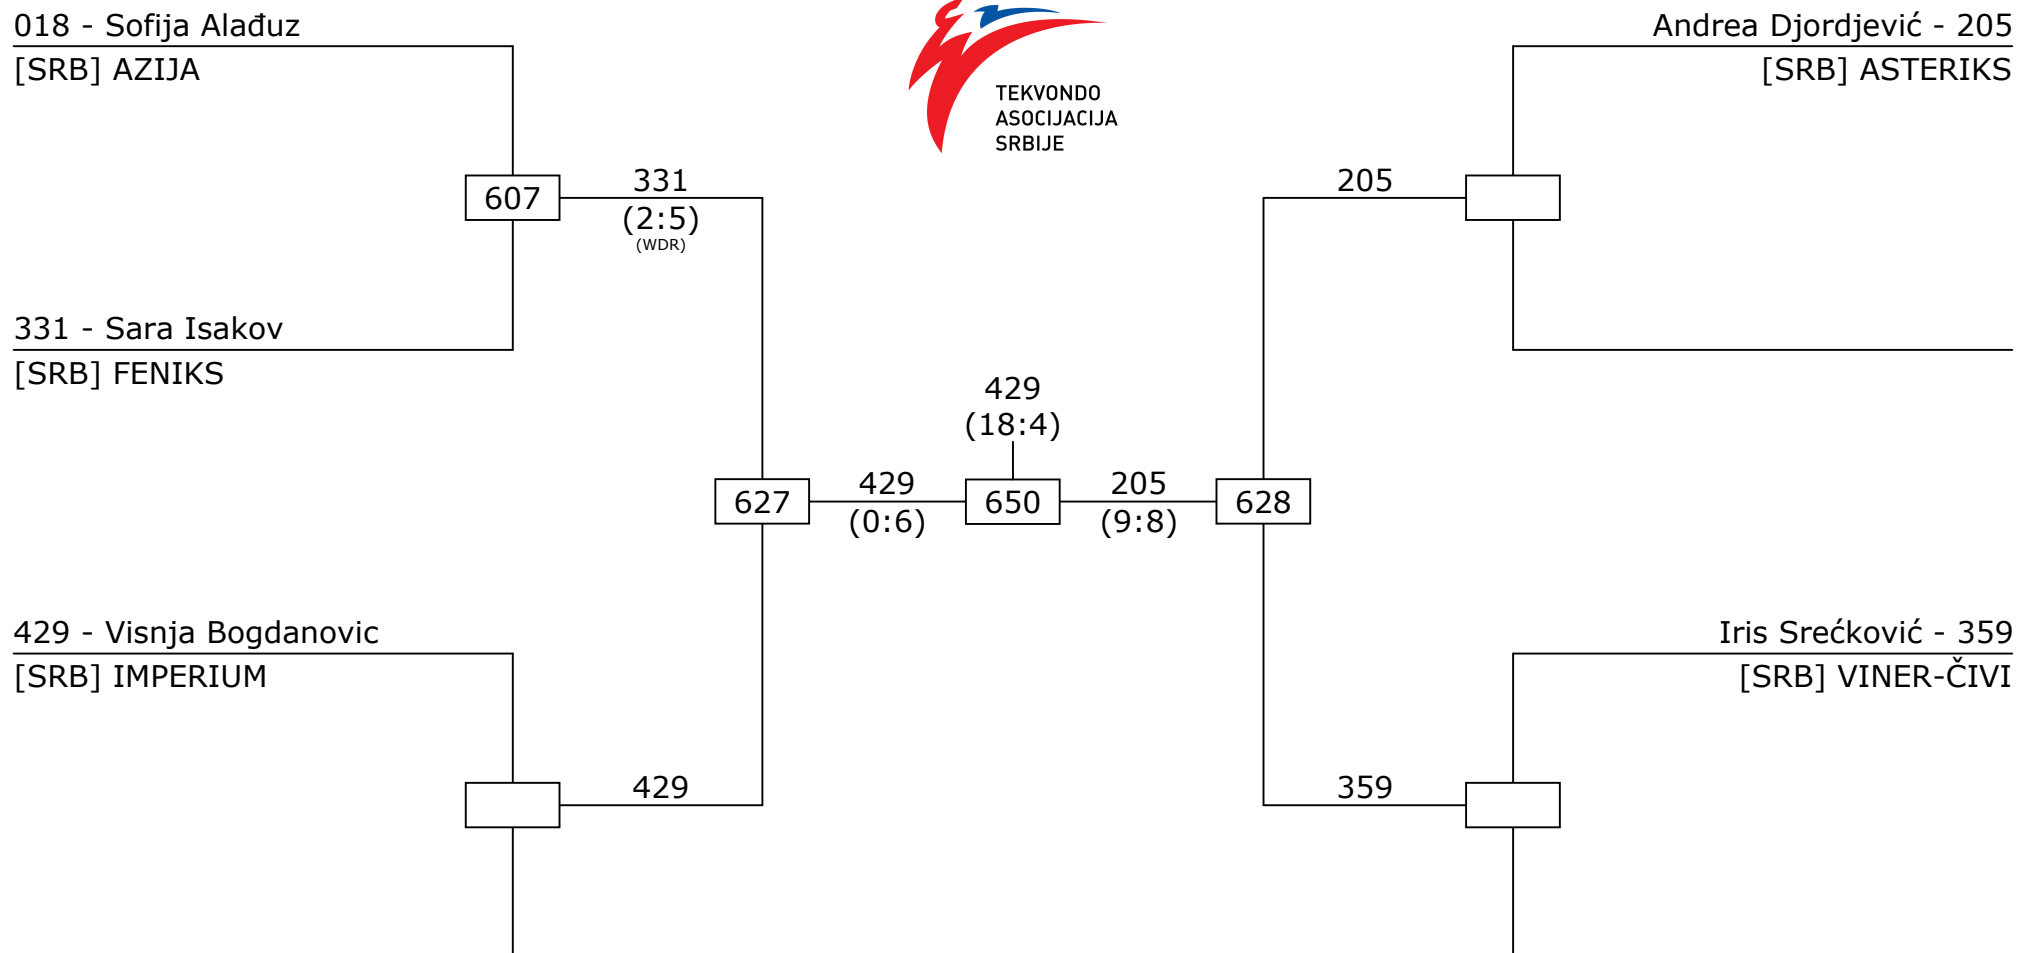 018 - Sofija Alađuz
[SRB] AZIJA
Andrea Djordjević - 205
[SRB] ASTERIKS
TEKVONDO
ASOCIJACIJA
SRBIJE
607
331
(2:5)
(WDR)
205
331 - Sara Isakov
[SRB] FENIKS
429
(18:4)
627
429
(0:6)
650
205
(9:8)
628
429 - Visnja Bogdanovic
[SRB] IMPERIUM
Iris Srećković - 359
[SRB] VINER-ČIVI
429
359